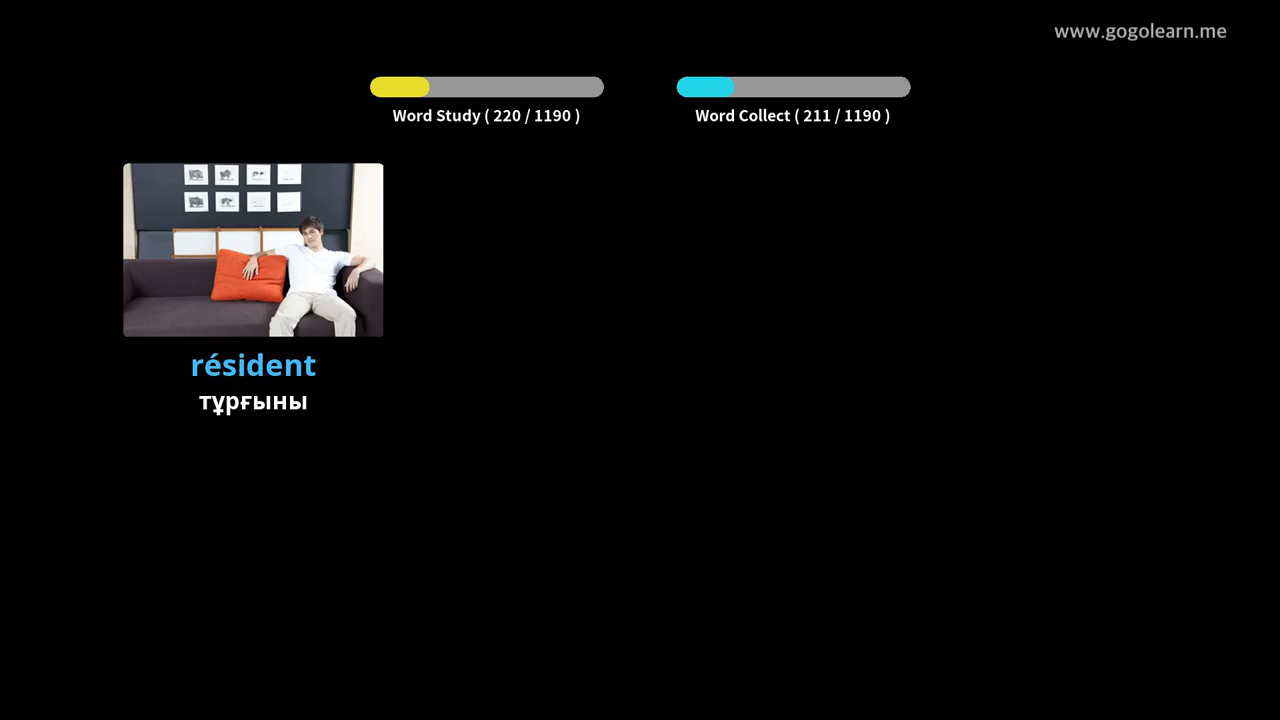 www.gogolearn.me
Word Study ( 220 / 1190 )
Word Collect ( 211 / 1190 )
résident
тұрғыны